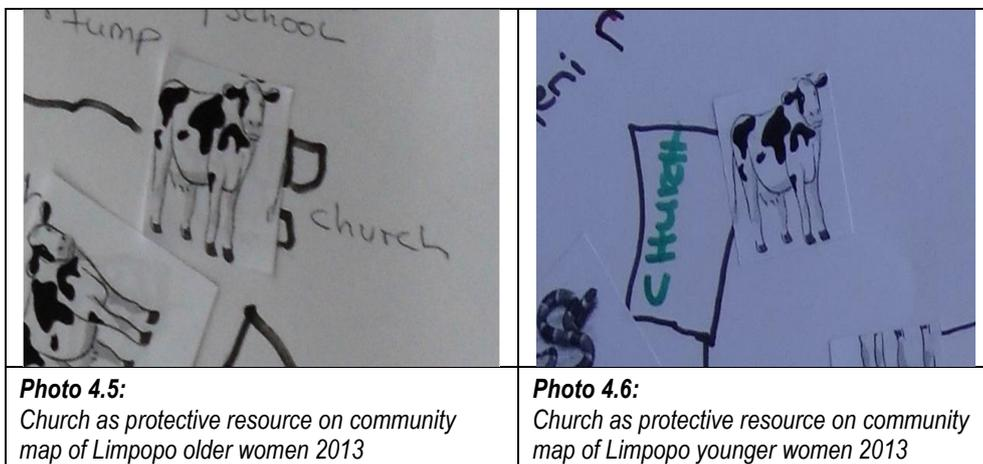 school
tump
church
eni
CHURCH
Photo 4.5:
Church as protective resource on community
map of Limpopo older women 2013
Photo 4.6:
Church as protective resource on community
map of Limpopo younger women 2013